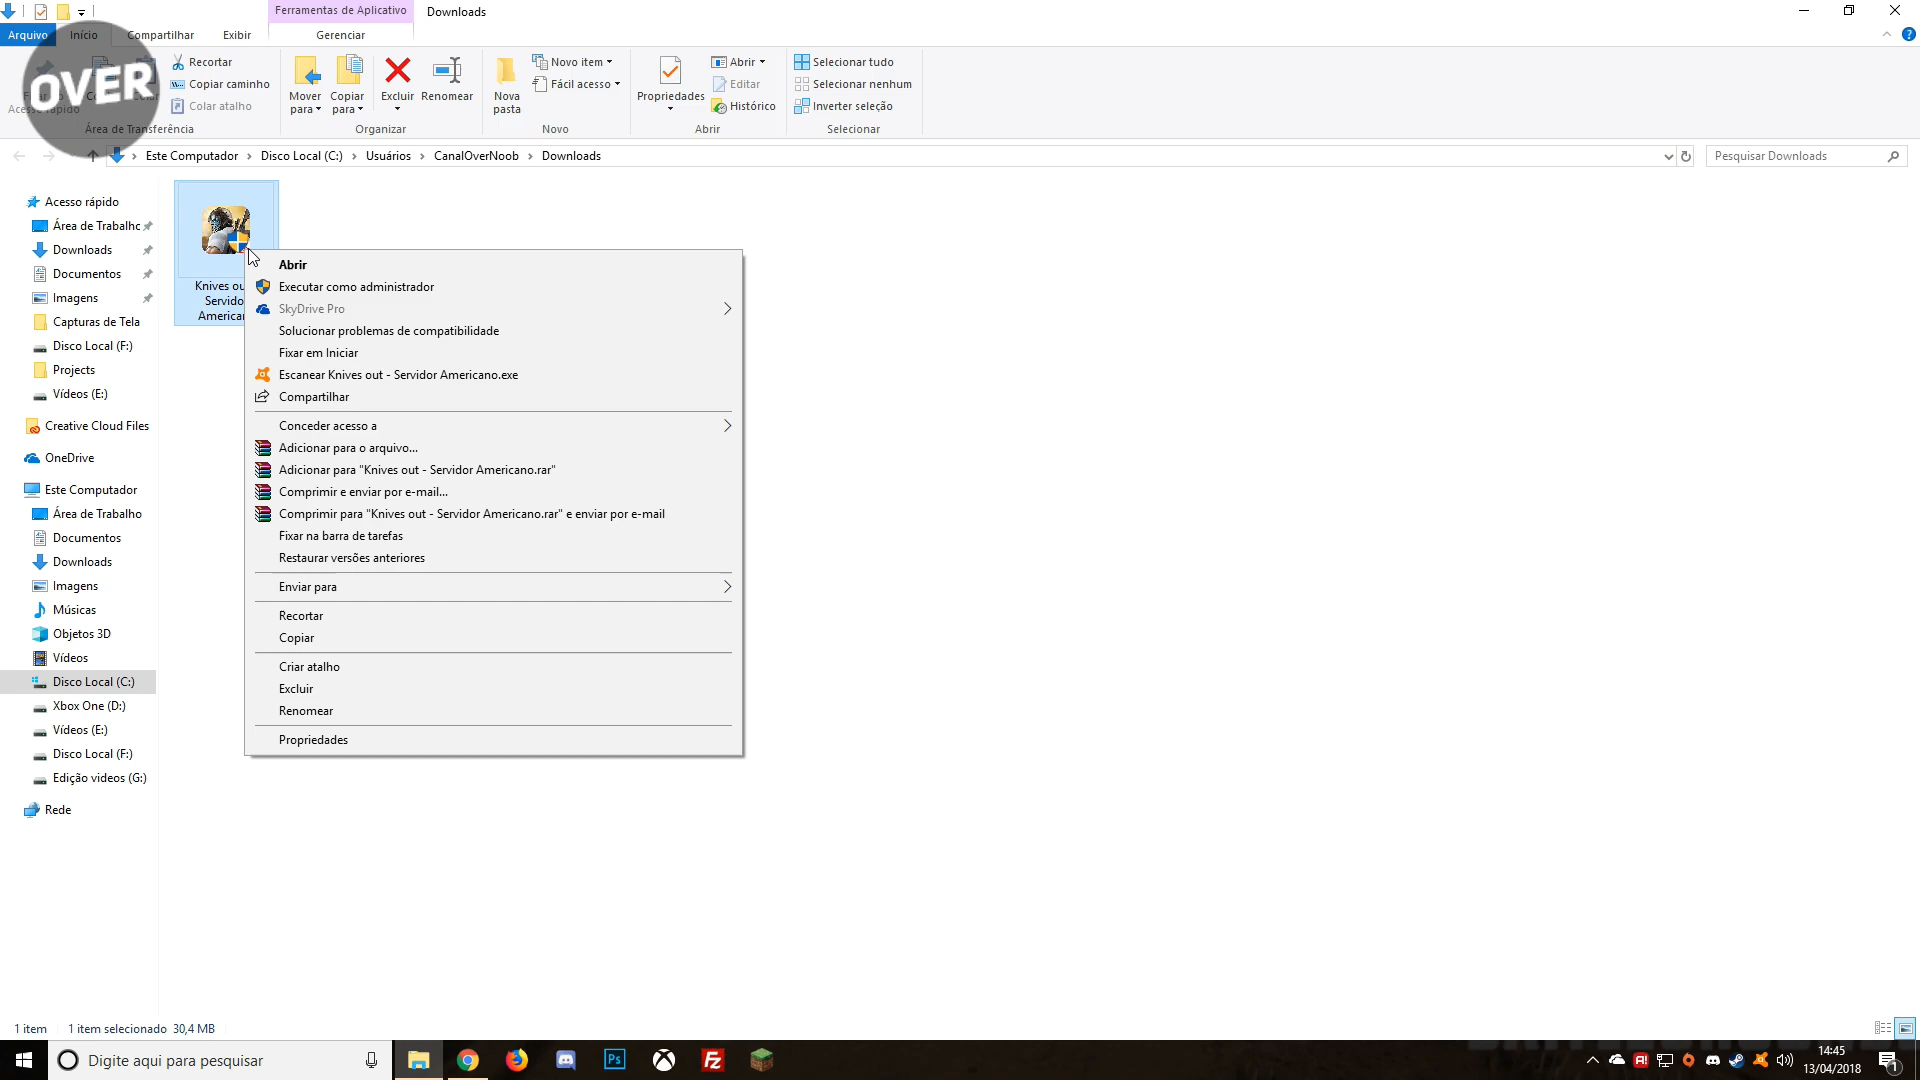 Ferramentas de Aplicativo
Downloads
Arquivo
Início
Compartilhar
Exibir
Gerenciar
OVER
Recortar
Copiar caminho
Colar atalho
Área de Transferência
Mover para
Copiar para
Excluir
Renomear
Organizar
Nova pasta
Novo item
Fácil acesso
Novo
Propriedades
Abrir
Editar
Histórico
Abrir
Selecionar tudo
Selecionar nenhum
Inverter seleção
Selecionar
Este Computador
Disco Local (C:)
Usuários
CanalOverNoob
Downloads
Pesquisar Downloads
Acesso rápido
Área de Trabalho
Downloads
Documentos
Imagens
Capturas de Tela
Disco Local (F:)
Projects
Vídeos (E:)
Creative Cloud Files
OneDrive
Este Computador
Área de Trabalho
Documentos
Downloads
Imagens
Músicas
Objetos 3D
Vídeos
Disco Local (C:)
Xbox One (D:)
Vídeos (E:)
Disco Local (F:)
Edição videos (G:)
Rede
Knives ou
Servido
America
Abrir
Executar como administrador
SkyDrive Pro
Solucionar problemas de compatibilidade
Fixar em Iniciar
Escanear Knives out - Servidor Americano.exe
Compartilhar
Conceder acesso a
Adicionar para o arquivo...
Adicionar para "Knives out - Servidor Americano.rar"
Comprimir e enviar por e-mail...
Comprimir para "Knives out - Servidor Americano.rar" e enviar por e-mail
Fixar na barra de tarefas
Restaurar versões anteriores
Enviar para
Recortar
Copiar
Criar atalho
Excluir
Renomear
Propriedades
1 item
1 item selecionado 30,4 MB
Digite aqui para pesquisar
Ps
FZ
14:45
13/04/2018
1